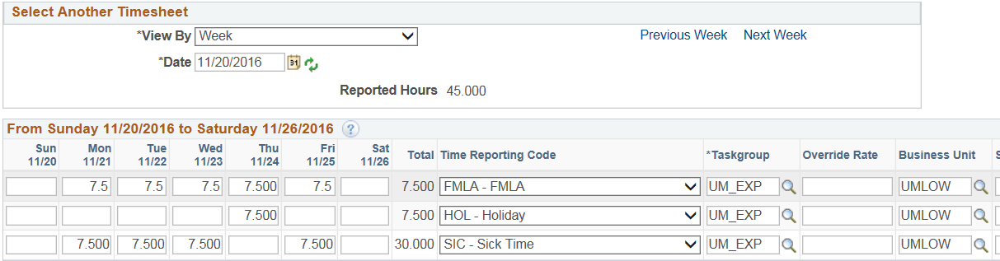 Select Another Timesheet
*View By Week Previous Week Next Week
*Date 11/20/2016 31
Reported Hours 45.000
From Sunday 11/20/2016 to Saturday 11/26/2016 ?
Sun Mon Tue Wed Thu Fri Sat
11/20 11/21 11/22 11/23 11/24 11/25 11/26 Total Time Reporting Code *Taskgroup Override Rate Business Unit S
7.5 7.5 7.5 7.500 7.5 7.500 FMLA - FMLA UM_EXP UMLOW
7.500 7.500 HOL - Holiday UM_EXP UMLOW
7.500 7.500 7.500 7.500 30.000 SIC - Sick Time UM_EXP UMLOW